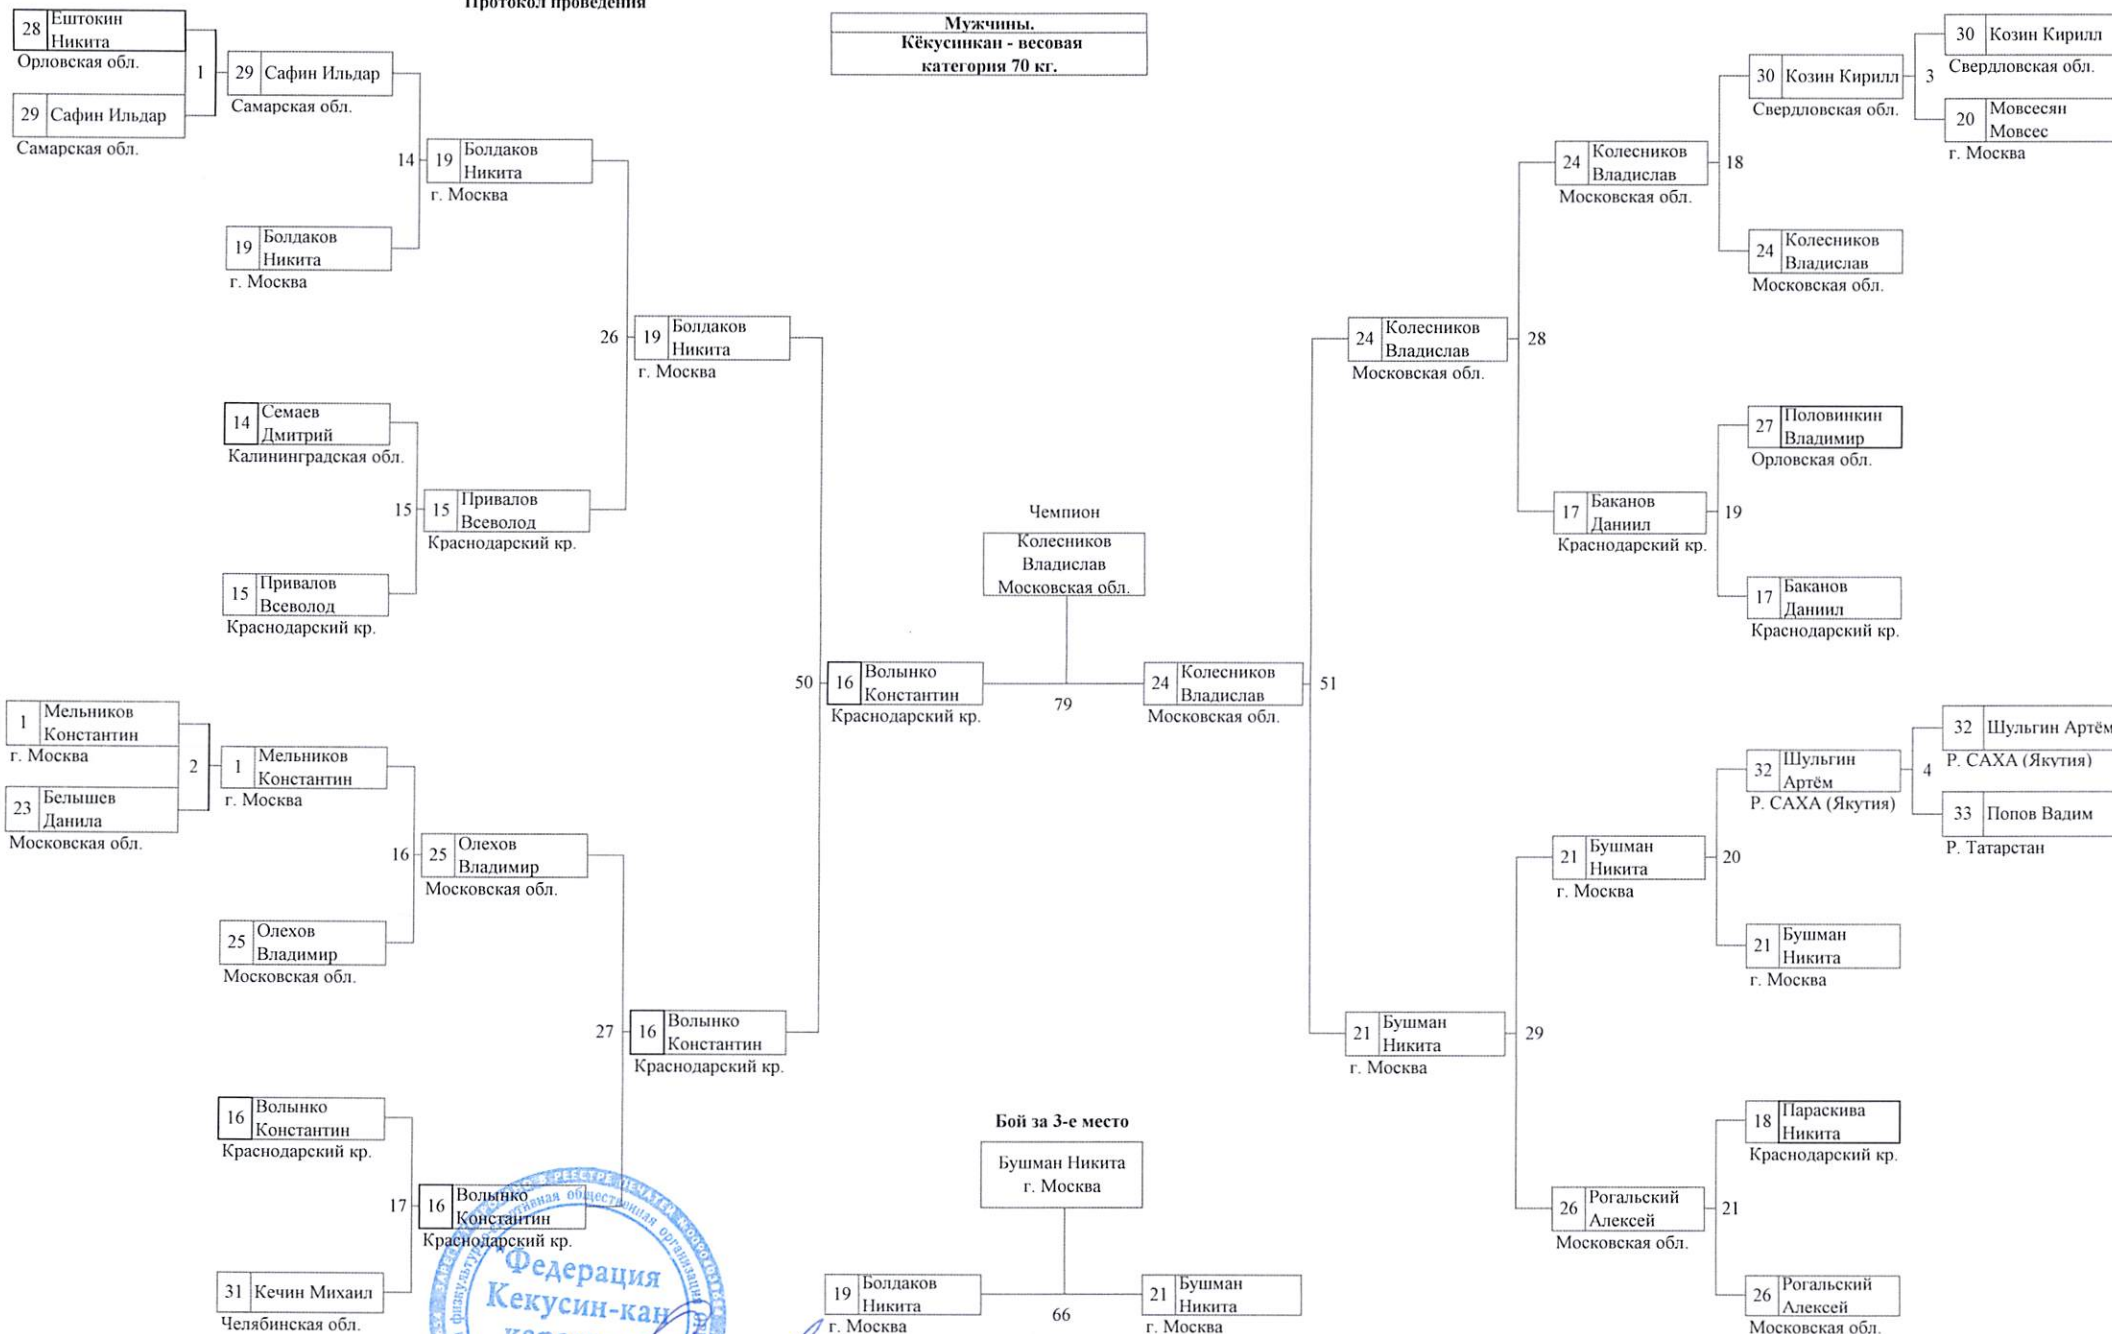 Протокол проведения
Мужчины.
Кёкусинкан - весовая
категория 70 кг.
28 Ештокин
Никита
Орловская обл.
1
29 Сафин Ильдар
Самарская обл.
29 Сафин Ильдар
Самарская обл.
14
19 Болдаков
Никита
г. Москва
19 Болдаков
Никита
г. Москва
26
19 Болдаков
Никита
г. Москва
14 Семаев
Дмитрий
Калининградская обл.
15
15 Привалов
Всеволод
Краснодарский кр.
15 Привалов
Всеволод
Краснодарский кр.
50
16 Волынко
Константин
Краснодарский кр.
1 Мельников
Константин
г. Москва
2
1 Мельников
Константин
г. Москва
23 Белышев
Данила
Московская обл.
16
25 Олехов
Владимир
Московская обл.
25 Олехов
Владимир
Московская обл.
27
16 Волынко
Константин
Краснодарский кр.
16 Волынко
Константин
Краснодарский кр.
17
16 Волынко
Константин
Краснодарский кр.
31 Кечин Михаил
Челябинская обл.
Федерация
Кекусин-кан
Чемпион
Колесников
Владислав
Московская обл.
79
24 Колесников
Владислав
Московская обл.
51
Бой за 3-е место
Бушман Никита
г. Москва
19 Болдаков
Никита
г. Москва
66
21 Бушман
Никита
г. Москва
24 Колесников
Владислав
Московская обл.
28
24 Колесников
Владислав
Московская обл.
18
30 Козин Кирилл
Свердловская обл.
3
30 Козин Кирилл
Свердловская обл.
20 Мовсесян
Мовсес
г. Москва
24 Колесников
Владислав
Московская обл.
27 Половинкин
Владимир
Орловская обл.
17 Баканов
Даниил
Краснодарский кр.
19
17 Баканов
Даниил
Краснодарский кр.
32 Шульгин
Артём
Р. САХА (Якутия)
4
32 Шульгин Артём
Р. САХА (Якутия)
33 Попов Вадим
Р. Татарстан
21 Бушман
Никита
г. Москва
20
21 Бушман
Никита
г. Москва
21 Бушман
Никита
г. Москва
29
18 Параскива
Никита
Краснодарский кр.
26 Рогальский
Алексей
Московская обл.
21
26 Рогальский
Алексей
Московская обл.